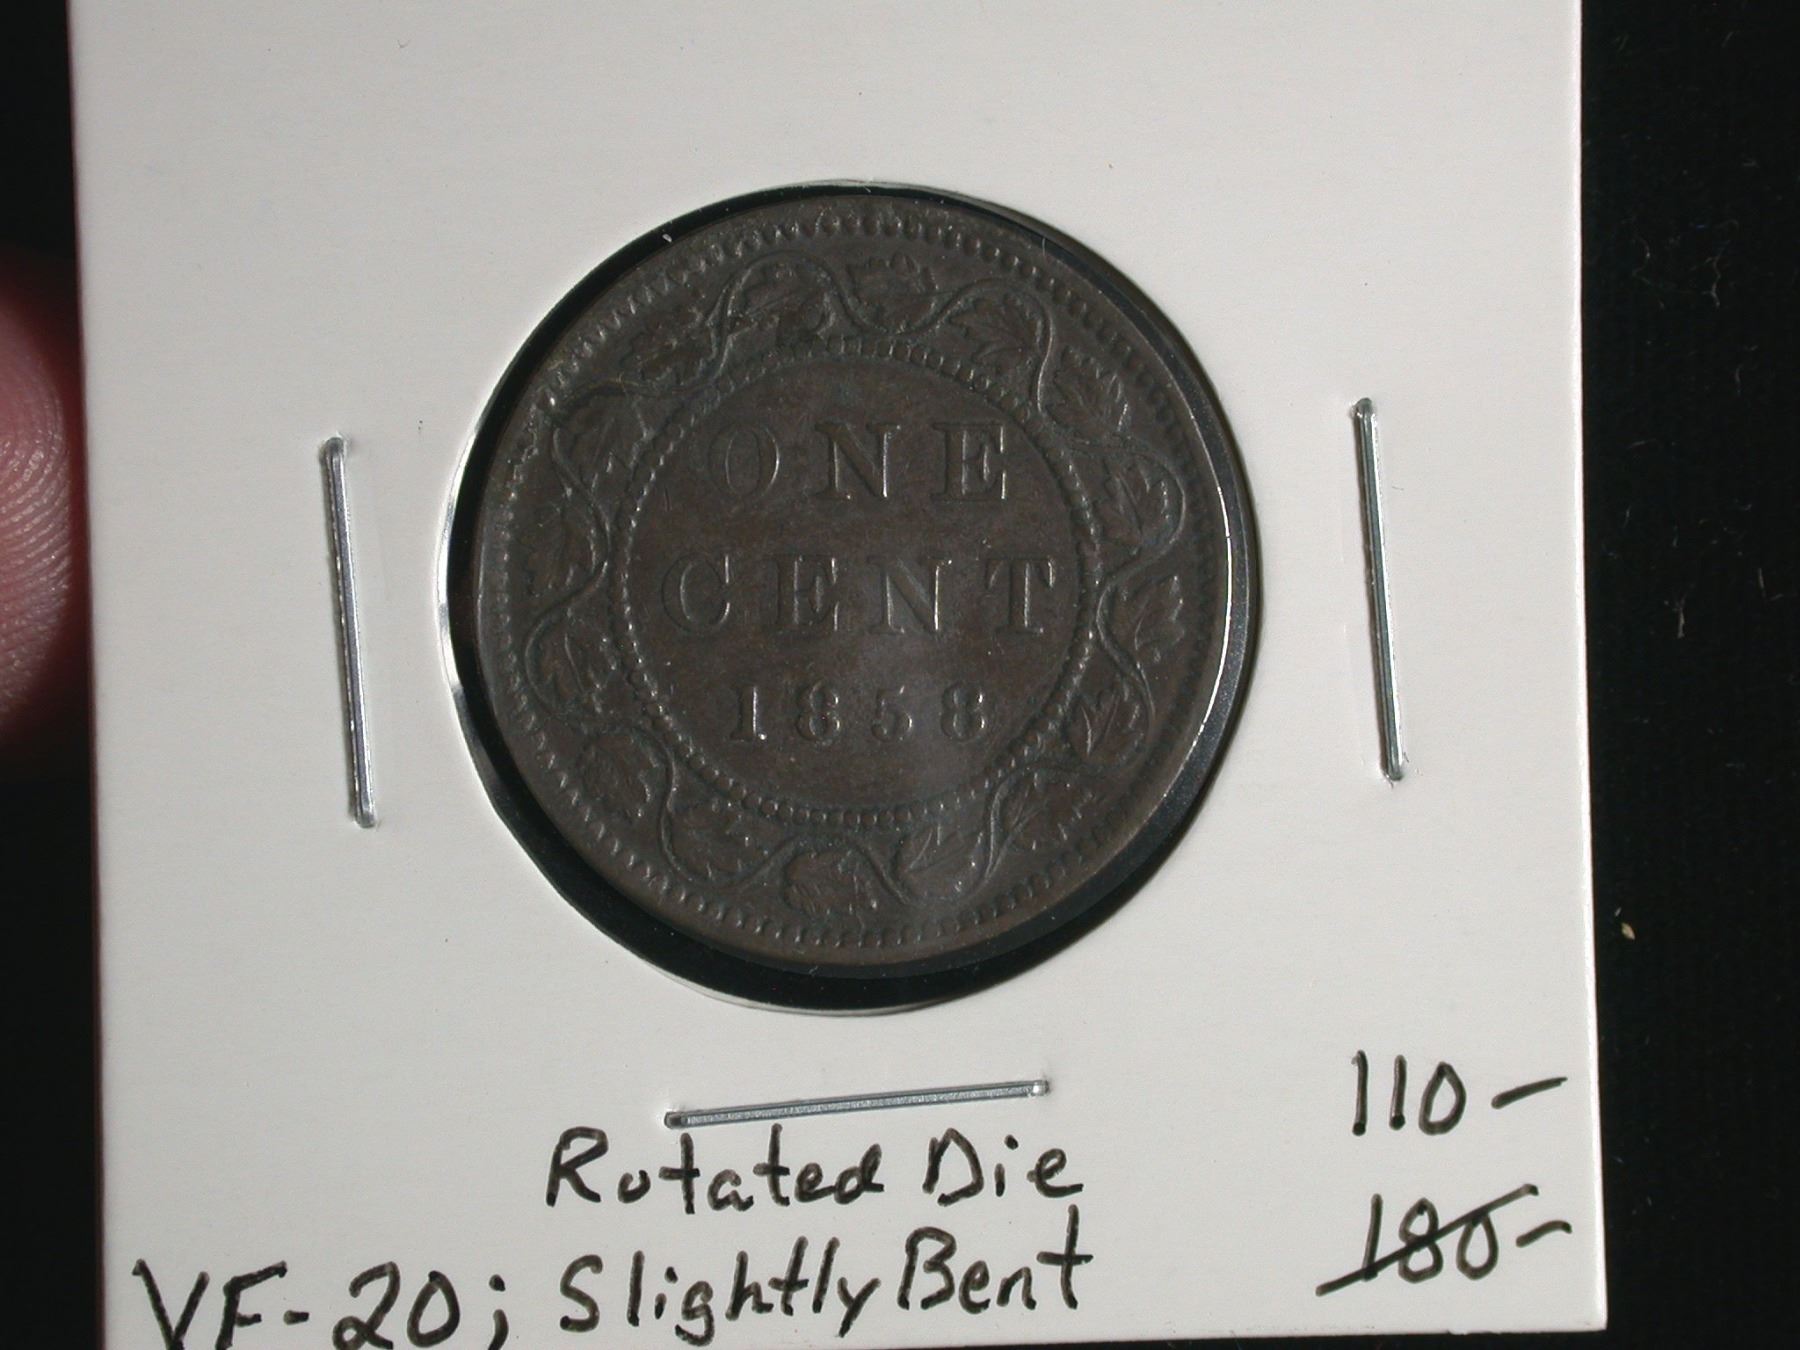 ONE
CENT
1858
110-
Rotated Die
180-
VF-20; Slightly Bent